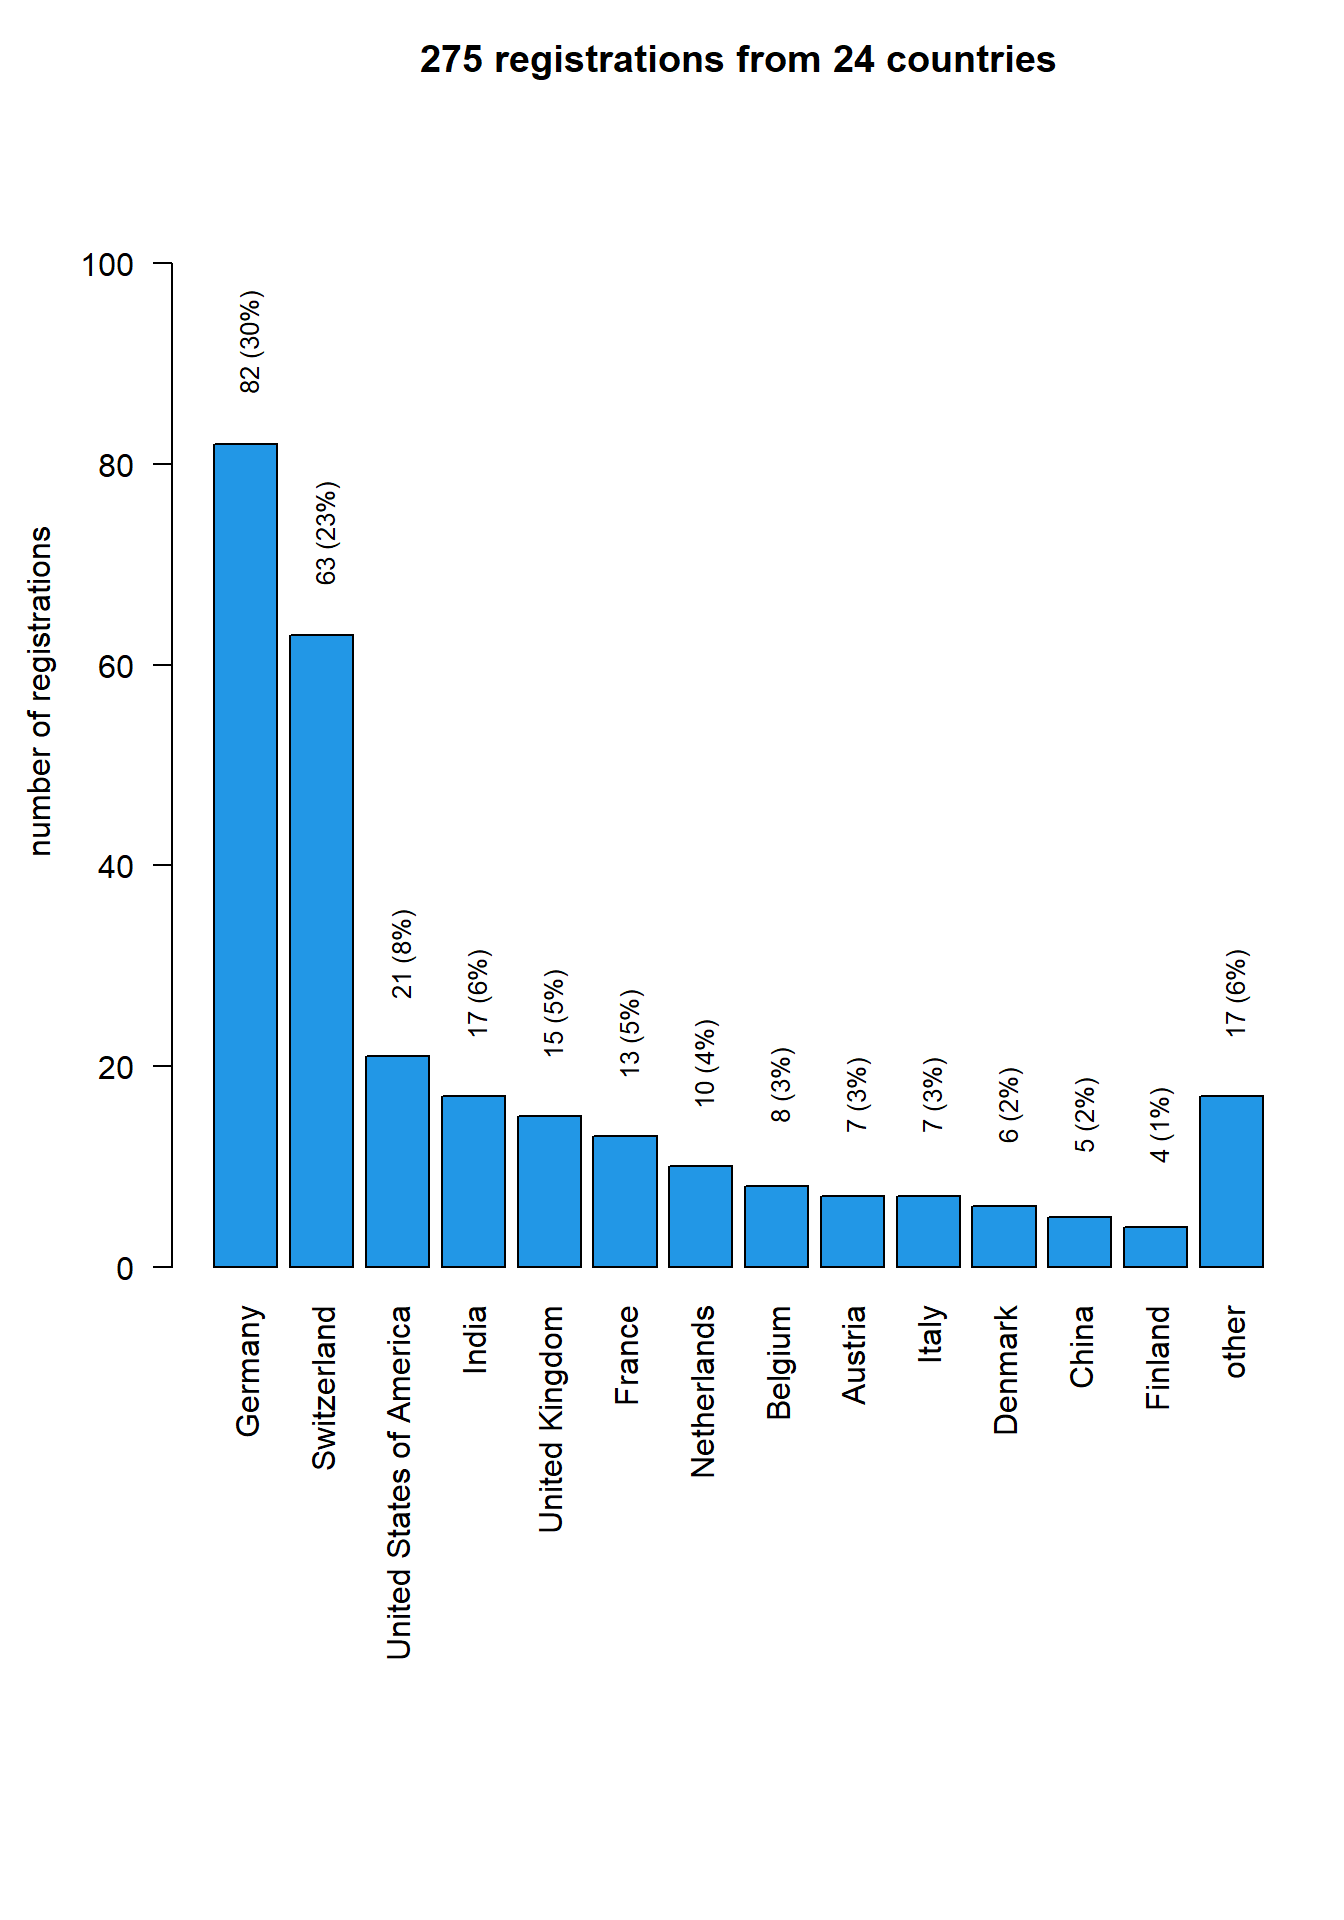 275 registrations from 24 countries
number of registrations
100
80
60
40
20
0
82 (30%)
63 (23%)
21 (8%)
17 (6%)
15 (5%)
13 (5%)
10 (4%)
8 (3%)
7 (3%)
7 (3%)
6 (2%)
5 (2%)
4 (1%)
17 (6%)
Germany
Switzerland
United States of America
India
United Kingdom
France
Netherlands
Belgium
Austria
Italy
Denmark
China
Finland
other